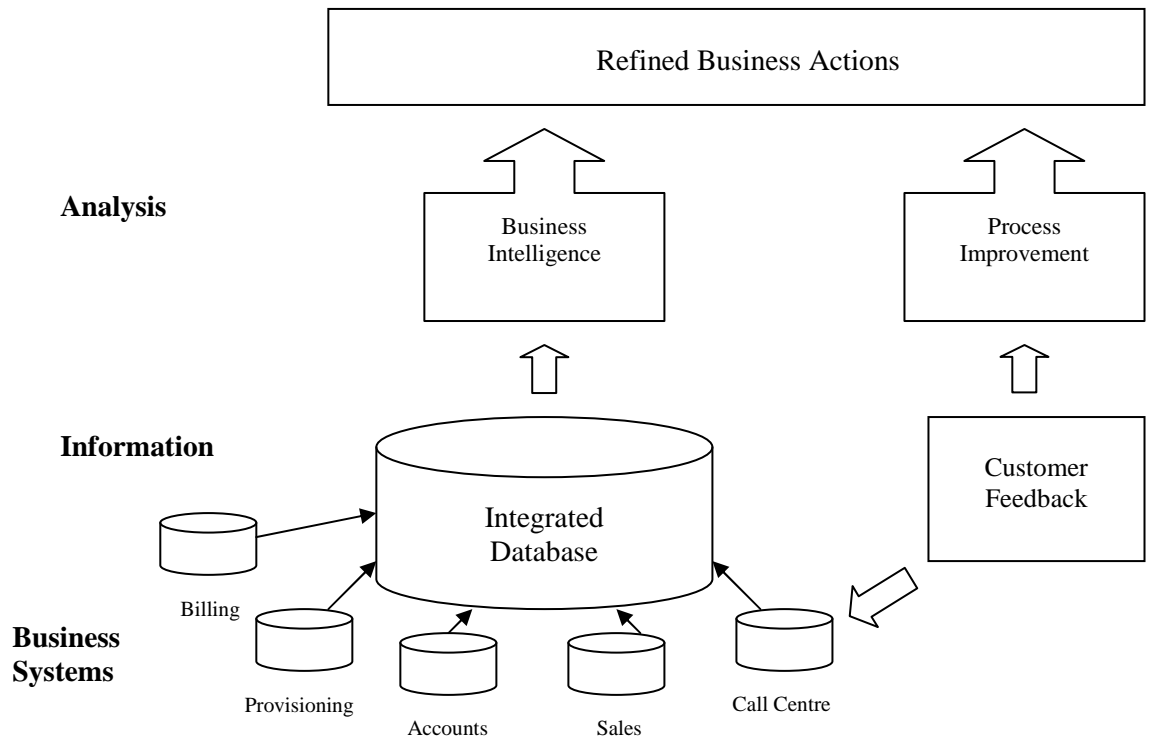 Refined Business Actions
Analysis
Business
Intelligence
Process
Improvement
Information
Customer
Feedback
Integrated
Database
Billing
Business
Systems
Provisioning
Accounts
Sales
Call Centre